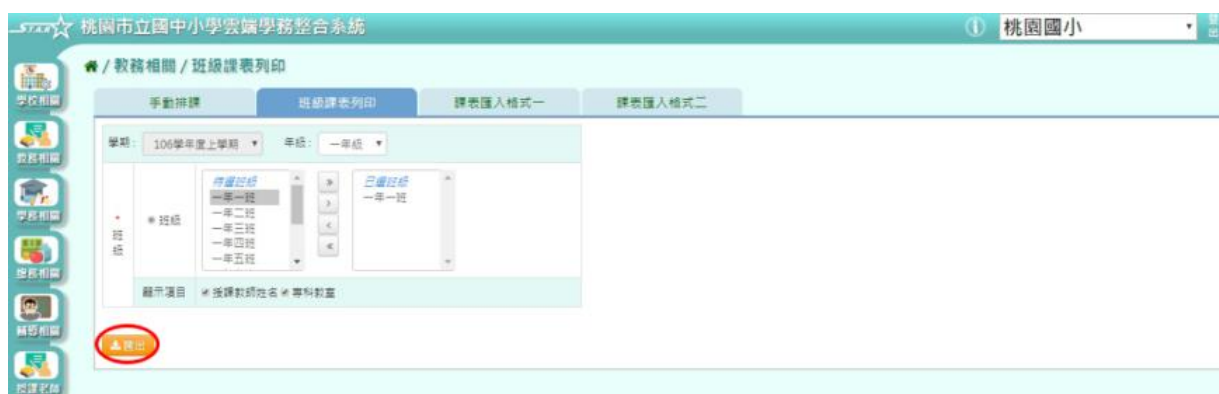 STAR 桃園市立國中小學雲端學務整合系統
桃園國小
登出
/ 教務相關 / 班級課表列印
手動排課 班級課表列印 課表匯入格式一 課表匯入格式二
學期: 106學年度上學期 年級: 一年級
* 班級
班級
待選班級
一年一班
一年二班
一年三班
一年四班
一年五班
» › ‹ «
已選班級
一年一班
顯示項目 授課教師姓名 專科教室
匯出
學校相關
教務相關
學務相關
總務相關
輔導相關
授課老師